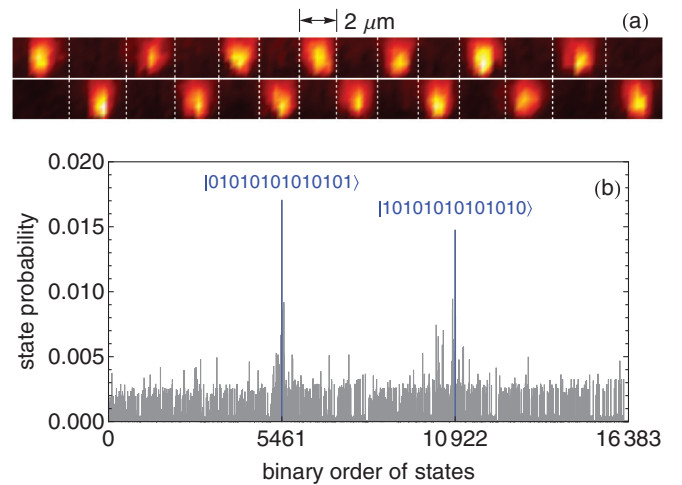 2 μm (a)
(b)
|01010101010101⟩
|10101010101010⟩
state probability
0.020
0.015
0.010
0.005
0.000
0 5461 10922 16383
binary order of states